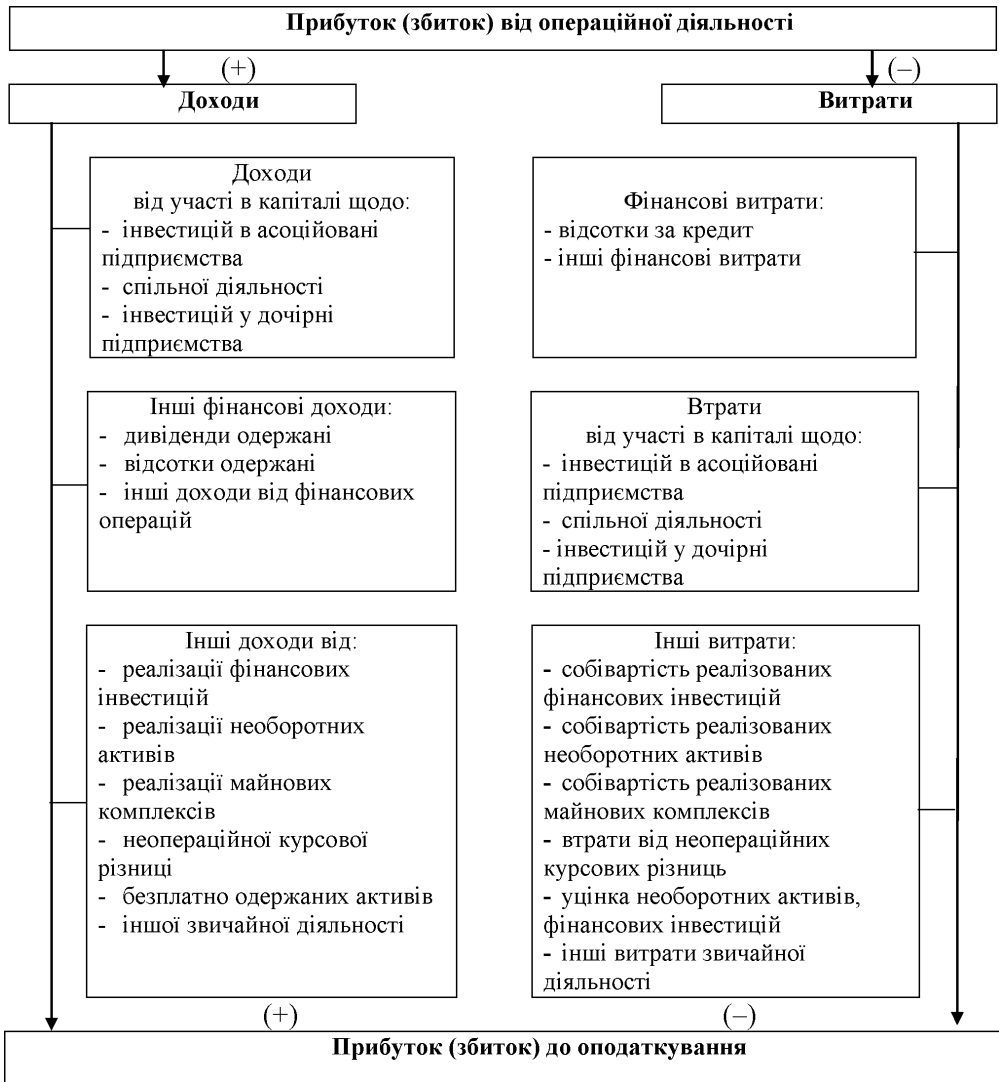 Прибуток (збиток) від операційної діяльності
(+)
(–)
Доходи
Витрати
Доходи
від участі в капіталі щодо:
- інвестицій в асоційовані
підприємства
- спільної діяльності
- інвестицій у дочірні
підприємства
Фінансові витрати:
- відсотки за кредит
- інші фінансові витрати
Інші фінансові доходи:
- дивіденди одержані
- відсотки одержані
- інші доходи від фінансових
операцій
Втрати
від участі в капіталі щодо:
- інвестицій в асоційовані
підприємства
- спільної діяльності
- інвестицій у дочірні
підприємства
Інші доходи від:
- реалізації фінансових
інвестицій
- реалізації необоротних
активів
- реалізації майнових
комплексів
- неопераційної курсової
різниці
- безплатно одержаних активів
- іншої звичайної діяльності
Інші витрати:
- собівартість реалізованих
фінансових інвестицій
- собівартість реалізованих
необоротних активів
- собівартість реалізованих
майнових комплексів
- втрати від неопераційних
курсових різниць
- уцінка необоротних активів,
фінансових інвестицій
- інші витрати звичайної
діяльності
(+)
(–)
Прибуток (збиток) до оподаткування